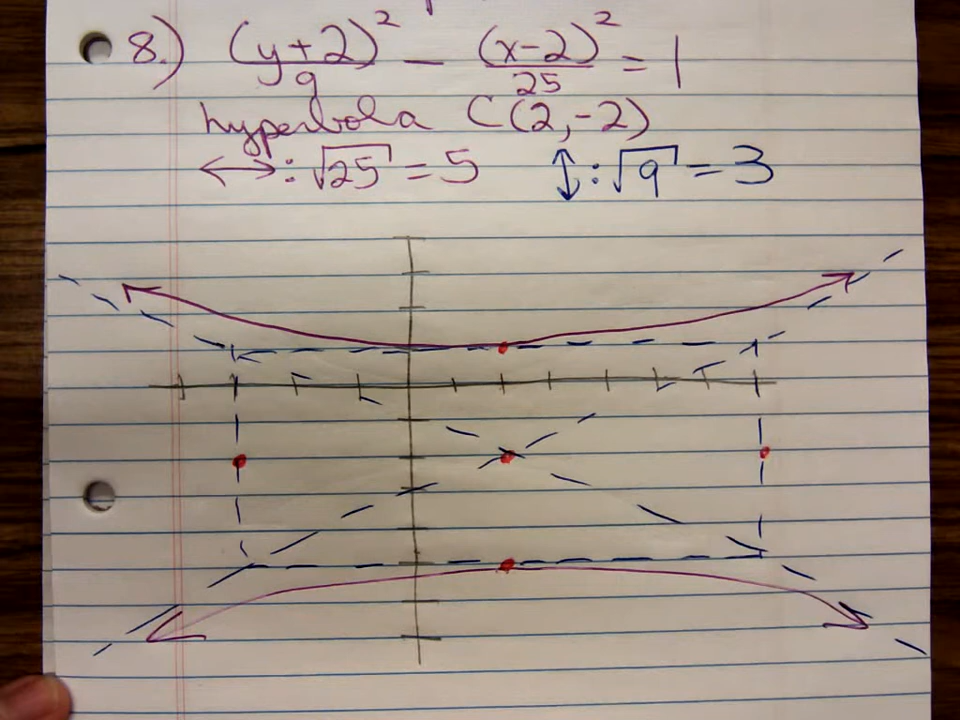 8.) (y+2)²/9 − (x-2)²/25 = 1
hyperbola C(2,-2)
↔: √25 = 5 ↕: √9 = 3